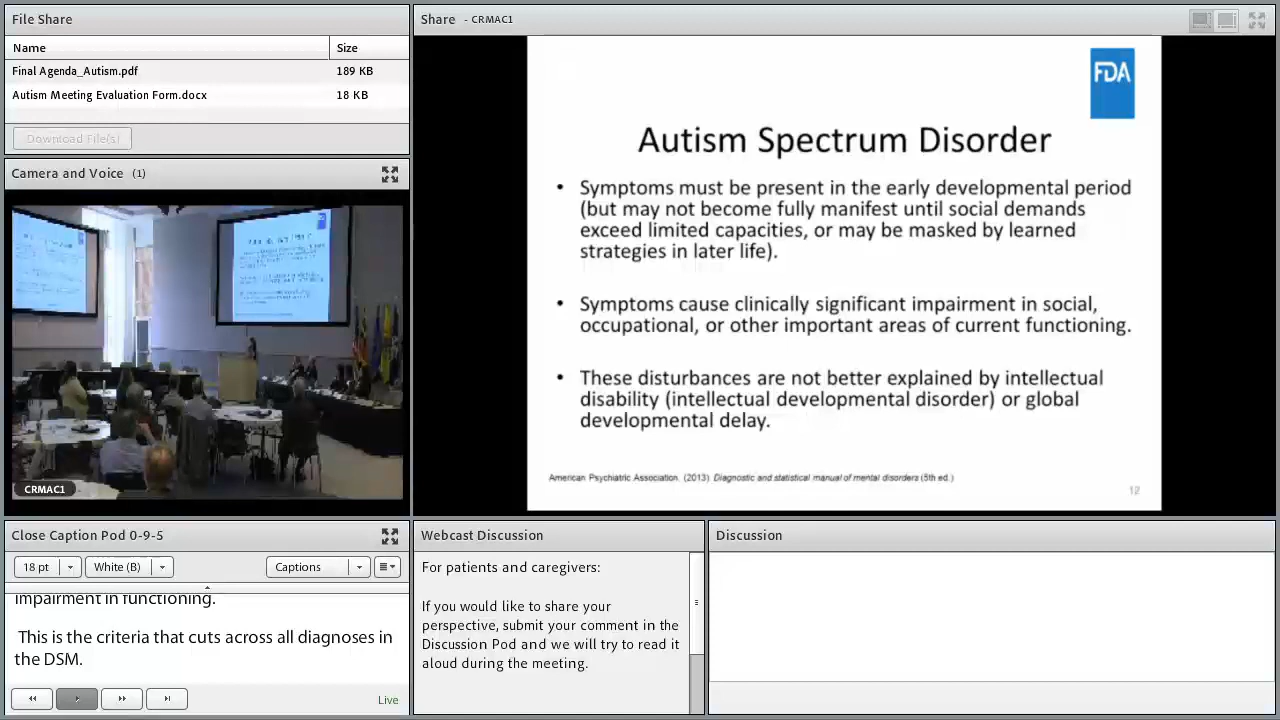 File Share
Name
Size
Final Agenda_Autism.pdf
189 KB
Autism Meeting Evaluation Form.docx
18 KB
Download File(s)
Camera and Voice (1)
CRMAC1
Share - CRMAC1
FDA
Autism Spectrum Disorder
• Symptoms must be present in the early developmental period
(but may not become fully manifest until social demands
exceed limited capacities, or may be masked by learned
strategies in later life).
• Symptoms cause clinically significant impairment in social,
occupational, or other important areas of current functioning.
• These disturbances are not better explained by intellectual
disability (intellectual developmental disorder) or global
developmental delay.
American Psychiatric Association. (2013) Diagnostic and statistical manual of mental disorders (5th ed.)
12
Close Caption Pod 0-9-5
18 pt
White (B)
Captions
impairment in functioning.
This is the criteria that cuts across all diagnoses in
the DSM.
Live
Webcast Discussion
For patients and caregivers:
If you would like to share your
perspective, submit your comment in the
Discussion Pod and we will try to read it
aloud during the meeting.
Discussion